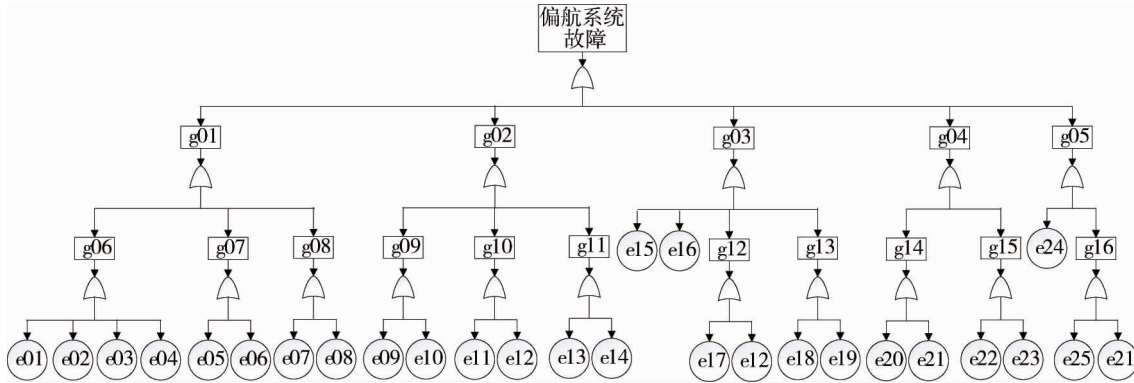 偏航系统
故障
g01
g02
g03
g04
g05
g06
g07
g08
g09
g10
g11
e15
e16
g12
g13
g14
g15
e24
g16
e01
e02
e03
e04
e05
e06
e07
e08
e09
e10
e11
e12
e13
e14
e17
e12
e18
e19
e20
e21
e22
e23
e25
e21